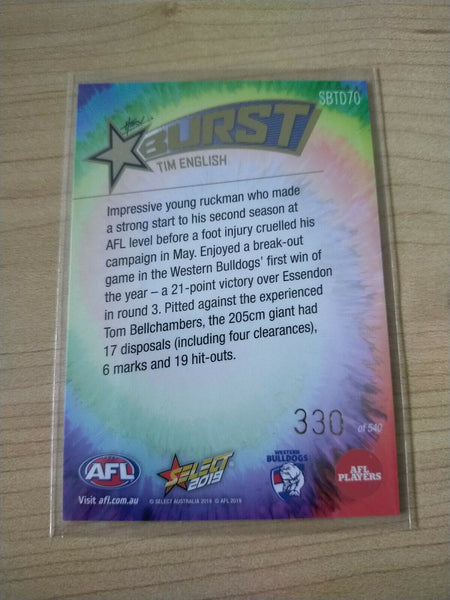 SBTD70
BURST
TIM ENGLISH
Impressive young ruckman who made
a strong start to his second season at
AFL level before a foot injury cruelled his
campaign in May. Enjoyed a break-out
game in the Western Bulldogs' first win of
the year – a 21-point victory over Essendon
in round 3. Pitted against the experienced
Tom Bellchambers, the 205cm giant had
17 disposals (including four clearances),
6 marks and 19 hit-outs.
330 of 540
AFL
Visit afl.com.au
SELECT
2019
© SELECT AUSTRALIA 2019 © AFL 2019
WESTERN
BULLDOGS
AFL
PLAYERS